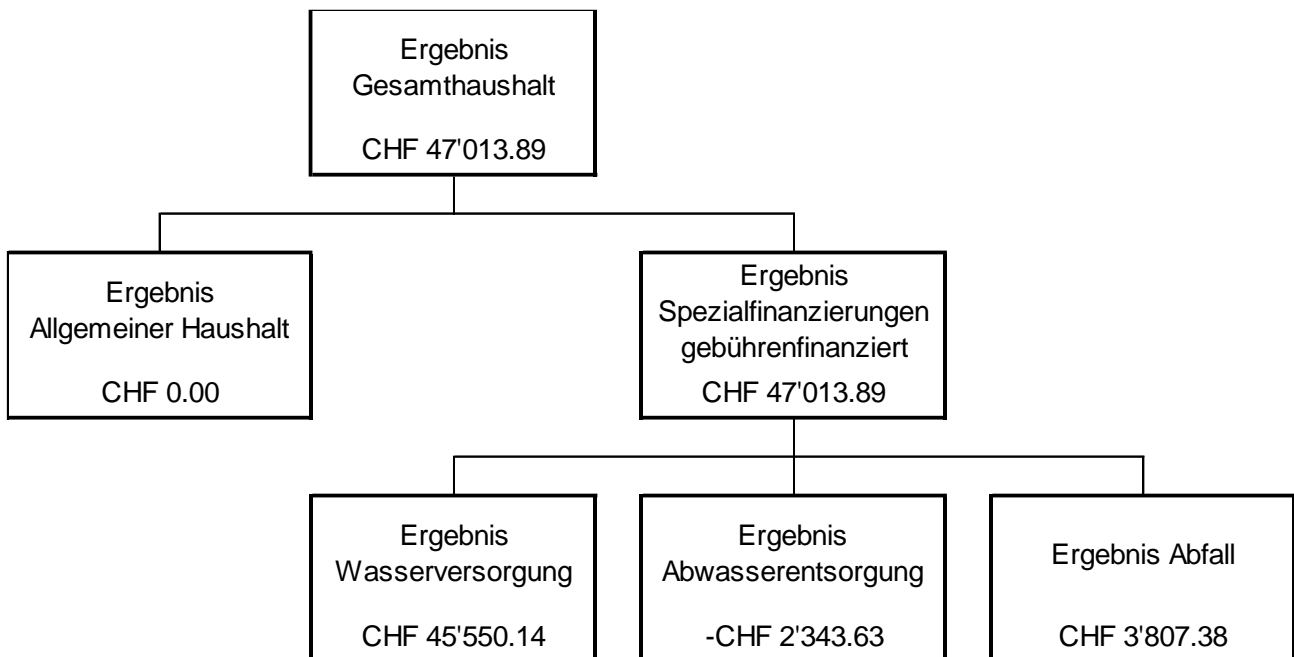 Ergebnis
Gesamthaushalt
CHF 47'013.89
Ergebnis
Allgemeiner Haushalt
CHF 0.00
Ergebnis
Spezialfinanzierungen
gebührenfinanziert
CHF 47'013.89
Ergebnis
Wasserversorgung
CHF 45'550.14
Ergebnis
Abwasserentsorgung
-CHF 2'343.63
Ergebnis Abfall
CHF 3'807.38